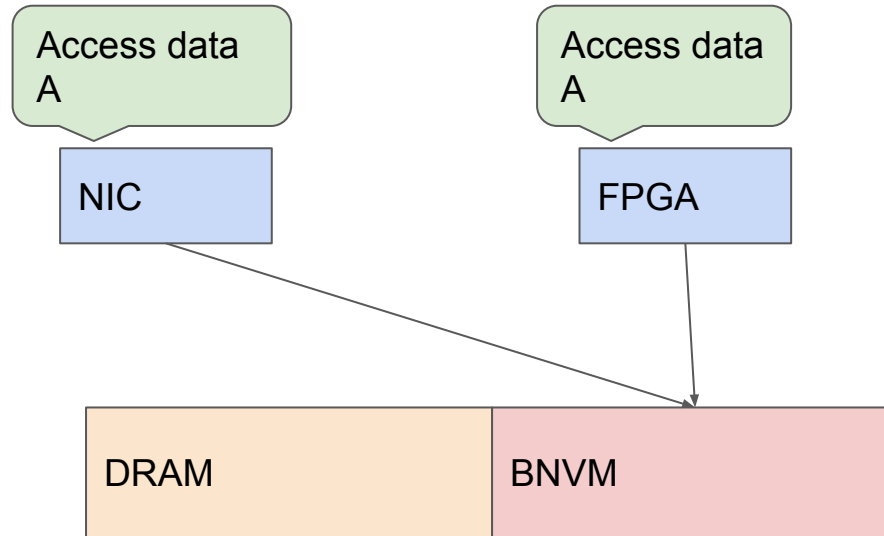 Access data
A
Access data
A
NIC
FPGA
DRAM
BNVM